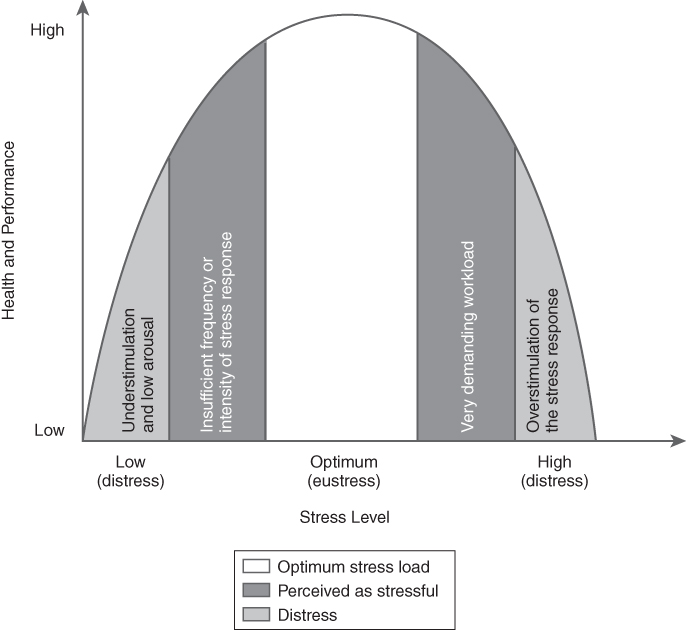 High
Health and Performance
Low
Understimulation
and low arousal
Insufficient frequency or
intensity of stress response
Very demanding workload
Overstimulation of
the stress response
Low
(distress)
Optimum
(eustress)
High
(distress)
Stress Level
Optimum stress load
Perceived as stressful
Distress